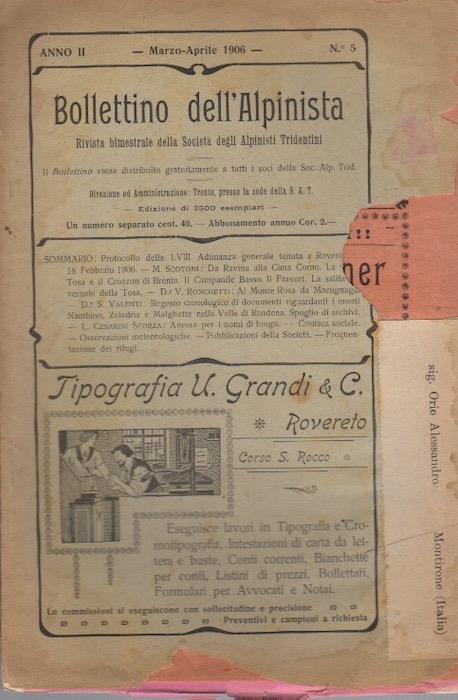 ANNO II — Marzo-Aprile 1906 — N.° 5
Bollettino dell'Alpinista
Rivista bimestrale della Società degli Alpinisti Tridentini
Il Bollettino viene distribuito gratuitamente a tutti i soci della Soc. Alp. Trid.
Direzione ed Amministrazione: Trento, presso la sede della S. A. T.
— Edizione di 2500 esemplari —
Un numero separato cent. 40. — Abbonamento annuo Cor. 2.—
SOMMARIO: Protocollo della LVIII Adunanza generale tenuta a Rover
18 Febbraio 1906. — M. SCOTONI: Da Ravina alla Cima Corno. La
Tosa e il Crozzon di Brenta. Il Campanile Basso. Il Fravort. La salita
vernale della Tosa. — D.r V. RONCHETTI: Al Monte Rosa da Macugnaga.
— D.r S. VALENTI. Regesto cronologico di documenti riguardanti i monti
Nambino, Zeledria e Malghette nella Valle di Rendena. Spoglio di archivi.
— L. CESARINI SFORZA: Ancora per i nomi di luogo. — Cronaca sociale.
— Osservazioni meteorologiche. — Pubblicazioni della Società. — Frequen-
tazione dei rifugi.
!!
ner
Tipografia U. Grandi & C.
* Rovereto
Corso S. Rocco
Eseguisce lavori in Tipografia e Cro-
motipografia, Intestazioni di carta da let-
tera e buste, Conti correnti, Bianchette
per conti, Listini di prezzi, Bollettari,
Formulari per Avvocati e Notai.
Le commissioni si eseguiscono con sollecitudine e precisione
Preventivi e campioni a richiesta
sig. Orio Alessandro
Montirone (Italia)